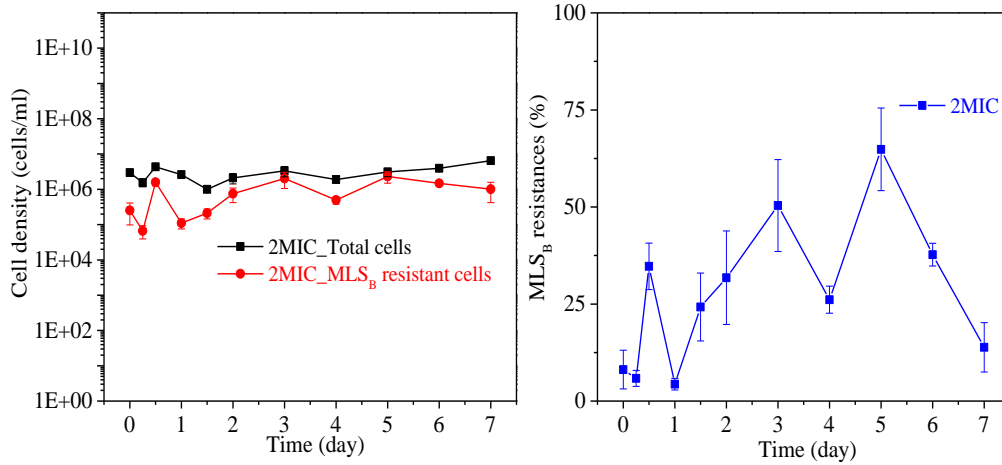 Cell density (cells/ml)
1E+10
1E+08
1E+06
1E+04
1E+02
1E+00
2MIC_Total cells
2MIC_MLS_B resistant cells
0 1 2 3 4 5 6 7
Time (day)
MLS_B resistances (%)
100
75
50
25
0
2MIC
0 1 2 3 4 5 6 7
Time (day)